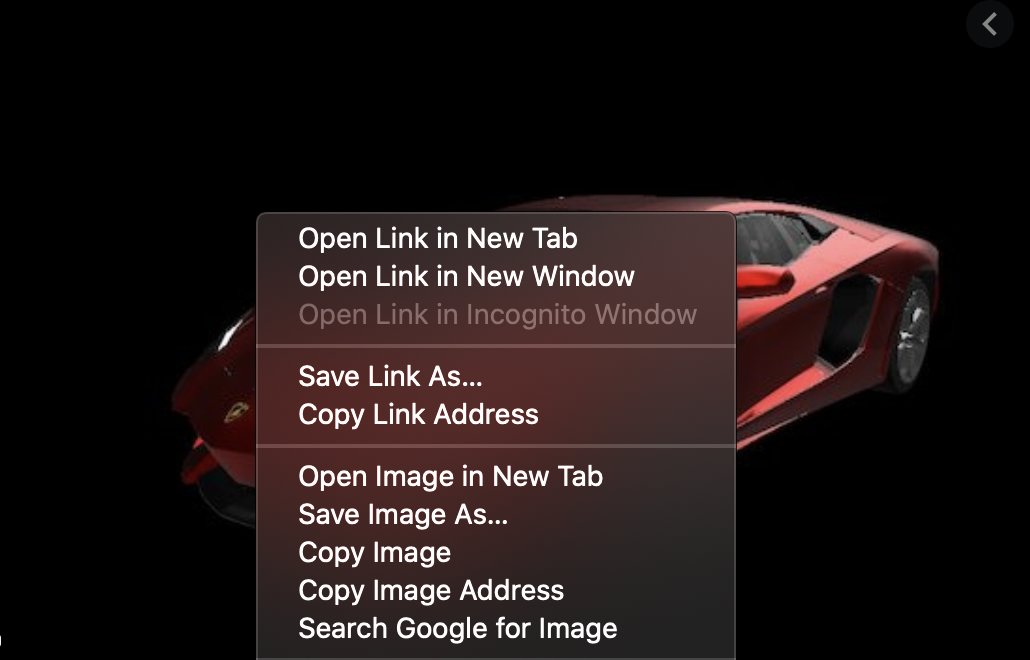 Open Link in New Tab
Open Link in New Window
Open Link in Incognito Window
Save Link As...
Copy Link Address
Open Image in New Tab
Save Image As...
Copy Image
Copy Image Address
Search Google for Image